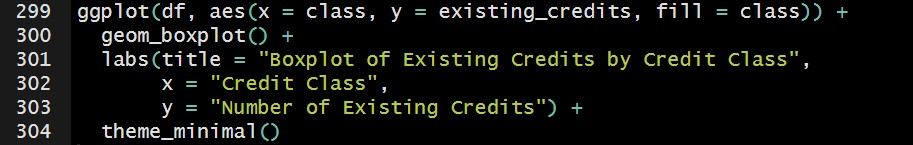 299 ggplot(df, aes(x = class, y = existing_credits, fill = class)) +
300   geom_boxplot() +
301   labs(title = "Boxplot of Existing Credits by Credit Class",
302        x = "Credit Class",
303        y = "Number of Existing Credits") +
304   theme_minimal()